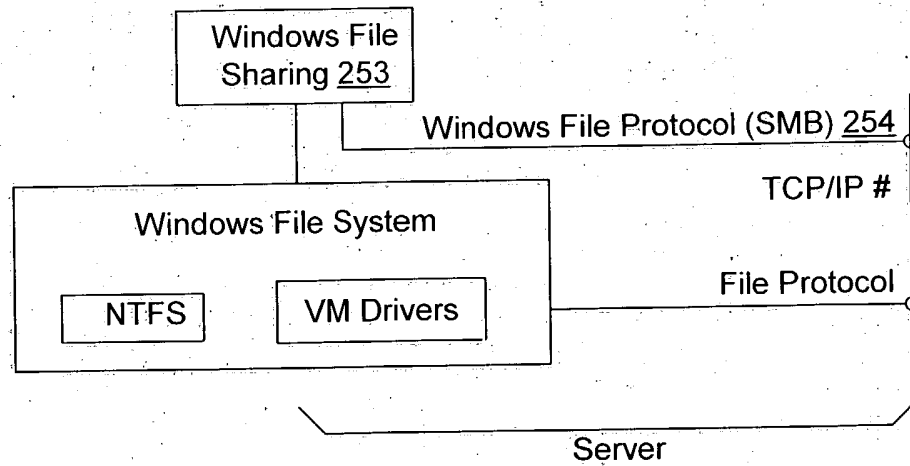 Windows File
Sharing 253
Windows File Protocol (SMB) 254
TCP/IP #
Windows File System
File Protocol
NTFS
VM Drivers
Server